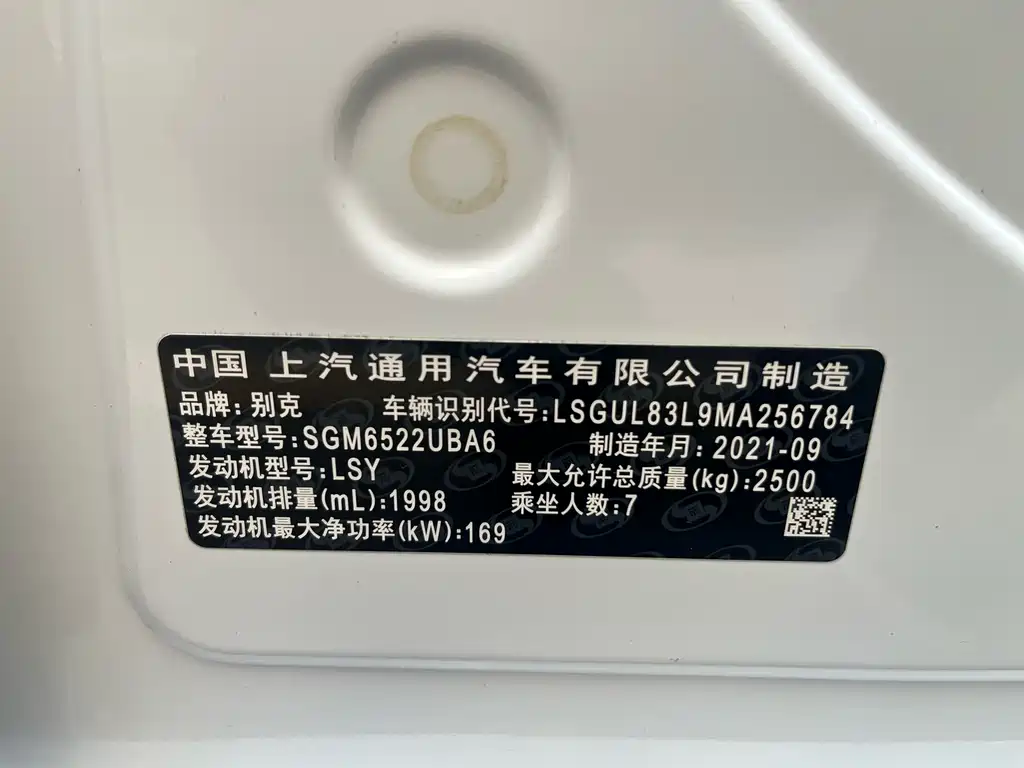 中国 上汽通用汽车有限公司制造
品牌：别克 车辆识别代号：LSGUL83L9MA256784
整车型号：SGM6522UBA6 制造年月：2021-09
发动机型号：LSY 最大允许总质量(kg)：2500
发动机排量(mL)：1998 乘坐人数：7
发动机最大净功率(kW)：169